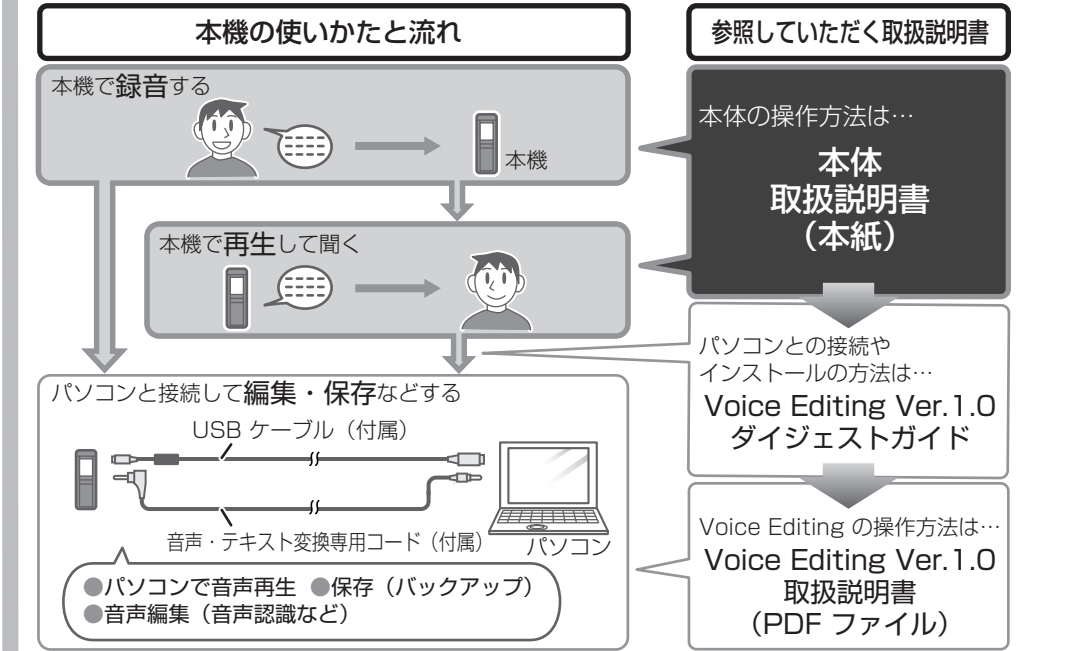 本機の使いかたと流れ
参照していただく取扱説明書
本機で録音する
本機
本機で再生して聞く
パソコンと接続して編集・保存などする
USB ケーブル（付属）
音声・テキスト変換専用コード（付属）
パソコン
●パソコンで音声再生 ●保存（バックアップ）
●音声編集（音声認識など）
本体の操作方法は…
本体
取扱説明書
（本紙）
パソコンとの接続や
インストールの方法は…
Voice Editing Ver.1.0
ダイジェストガイド
Voice Editing の操作方法は…
Voice Editing Ver.1.0
取扱説明書
（PDF ファイル）